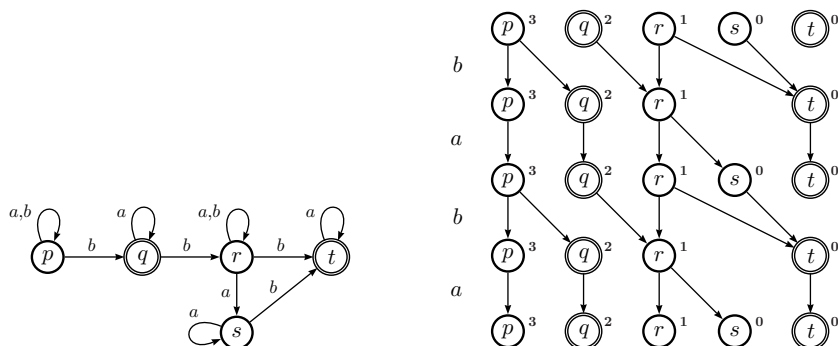 p 3 q 2 r 1 s 0 t 0
b
p 3 q 2 r 1 t 0
a
p 3 q 2 r 1 s 0 t 0
b
p 3 q 2 r 1 t 0
a
p 3 q 2 r 1 s 0 t 0
a,b a a,b a
p b q b r b t
a b
a s